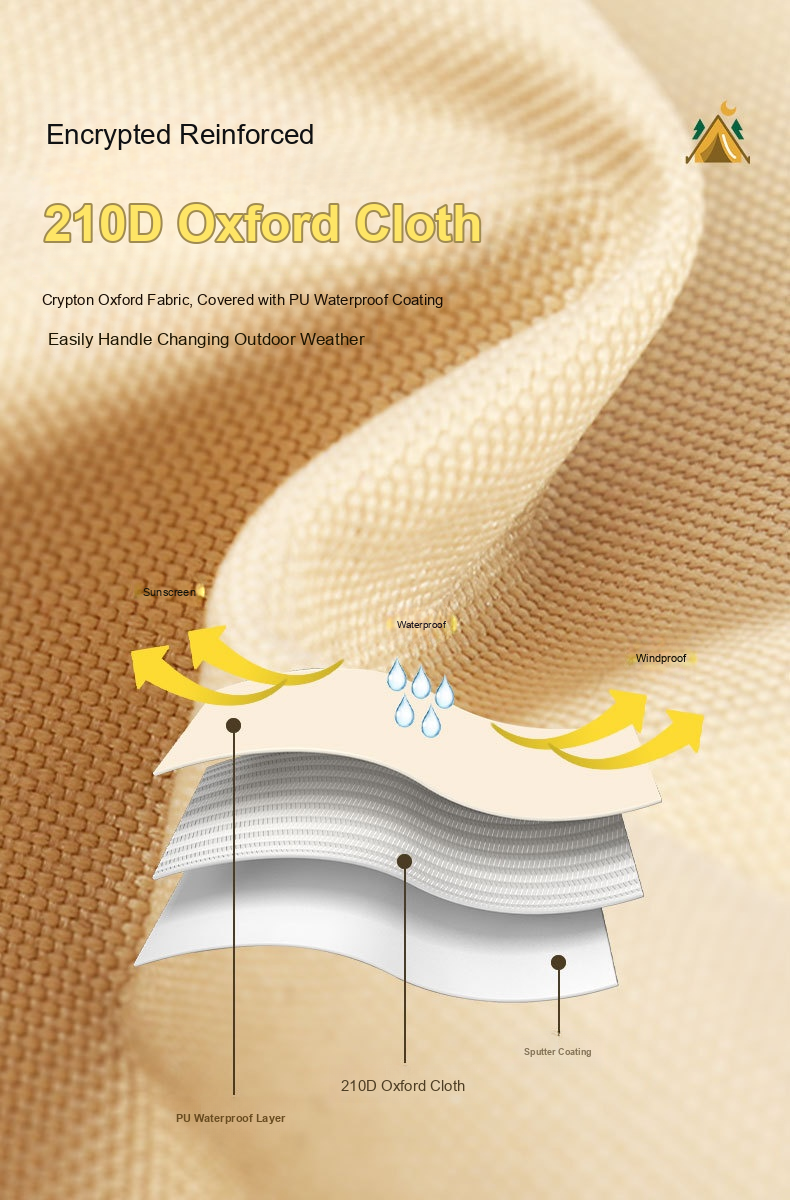 Encrypted Reinforced
210D Oxford Cloth
Crypton Oxford Fabric, Covered with PU Waterproof Coating
Easily Handle Changing Outdoor Weather
Sunscreen
Waterproof
Windproof
Sputter Coating
210D Oxford Cloth
PU Waterproof Layer